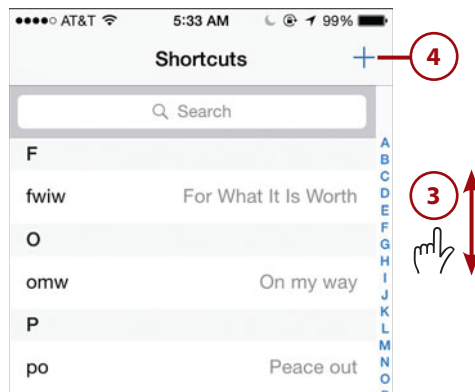 AT&T 5:33 AM 99%
Shortcuts + 4
Search
F
fwiw For What It Is Worth
O
omw On my way
P
po Peace out
A
B
C
D
E
F
G
H
I
J
K
L
M
N
O
3